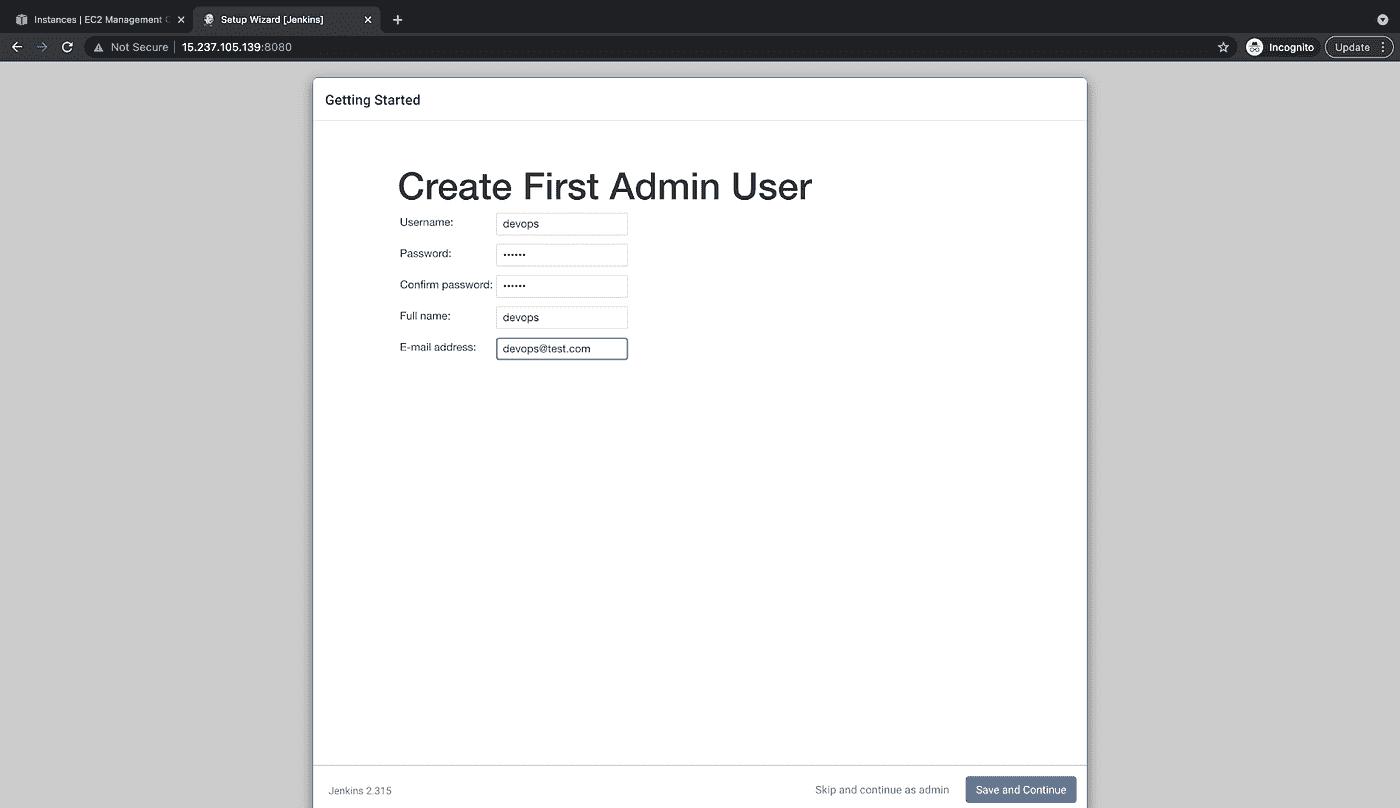 Instances | EC2 Management C
Setup Wizard [Jenkins]
Not Secure 15.237.105.139:8080
Incognito
Update
Getting Started
Create First Admin User
Username: devops
Password: ••••••
Confirm password: ••••••
Full name: devops
E-mail address: devops@test.com
Jenkins 2.315
Skip and continue as admin
Save and Continue